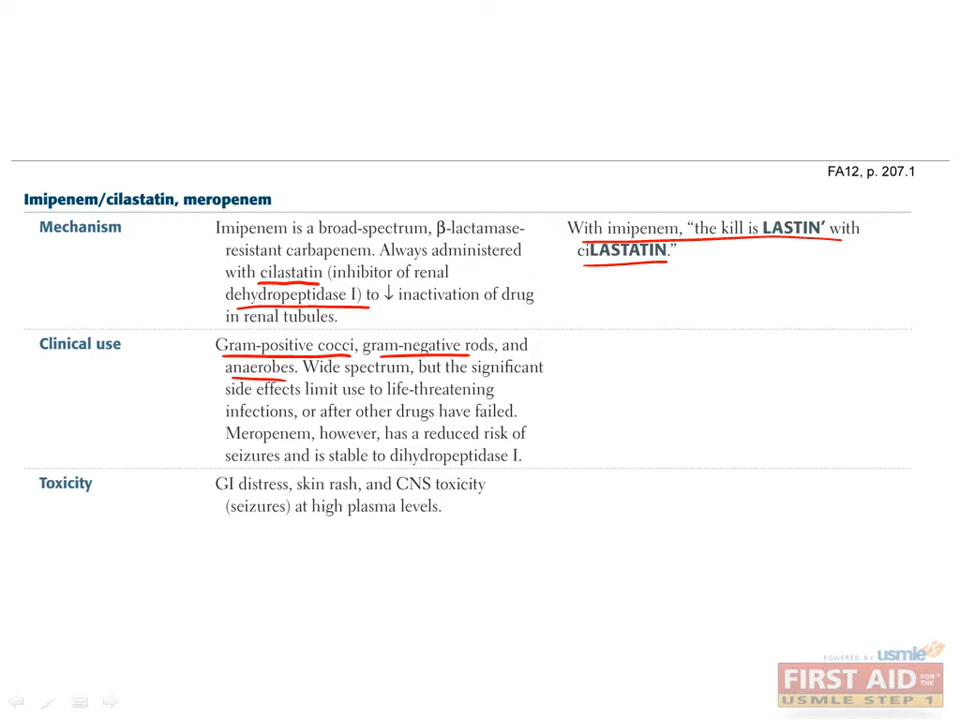 FA12, p. 207.1
Imipenem/cilastatin, meropenem
Mechanism
Imipenem is a broad-spectrum, β-lactamase-
resistant carbapenem. Always administered
with cilastatin (inhibitor of renal
dehydropeptidase I) to ↓ inactivation of drug
in renal tubules.
With imipenem, “the kill is LASTIN’ with
ciLASTATIN.”
Clinical use
Gram-positive cocci, gram-negative rods, and
anaerobes. Wide spectrum, but the significant
side effects limit use to life-threatening
infections, or after other drugs have failed.
Meropenem, however, has a reduced risk of
seizures and is stable to dihydropeptidase I.
Toxicity
GI distress, skin rash, and CNS toxicity
(seizures) at high plasma levels.
POWERED BY usmle
FIRST AID FOR THE
USMLE STEP 1